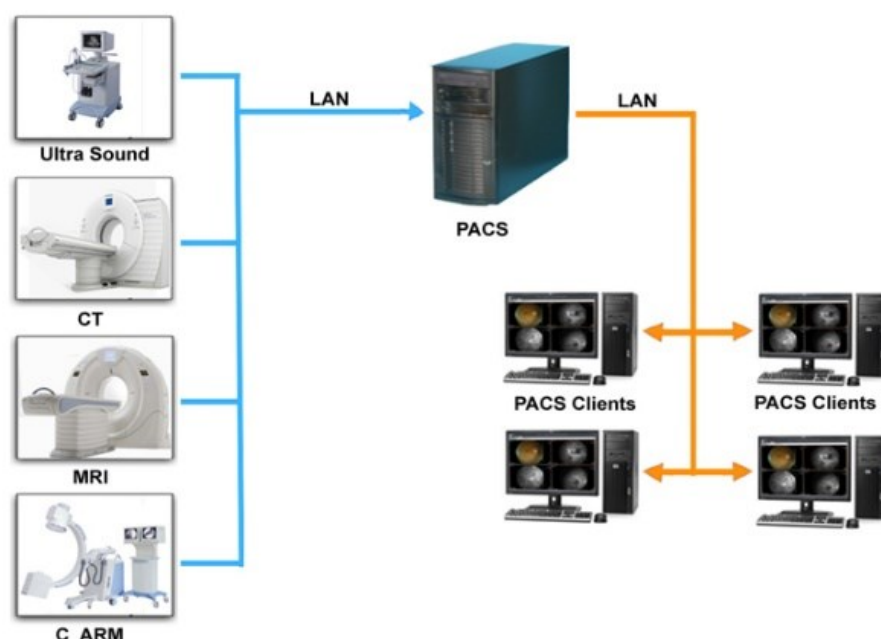 Ultra Sound
LAN
PACS
LAN
CT
MRI
C_ARM
PACS Clients
PACS Clients